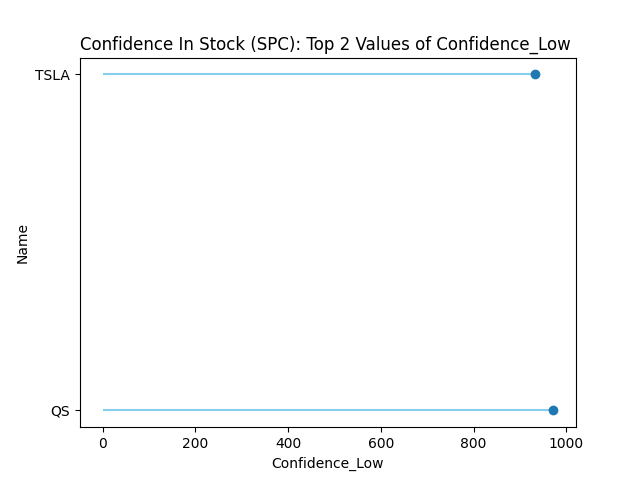 Confidence In Stock (SPC): Top 2 Values of Confidence_Low
TSLA
Name
QS
0 200 400 600 800 1000
Confidence_Low